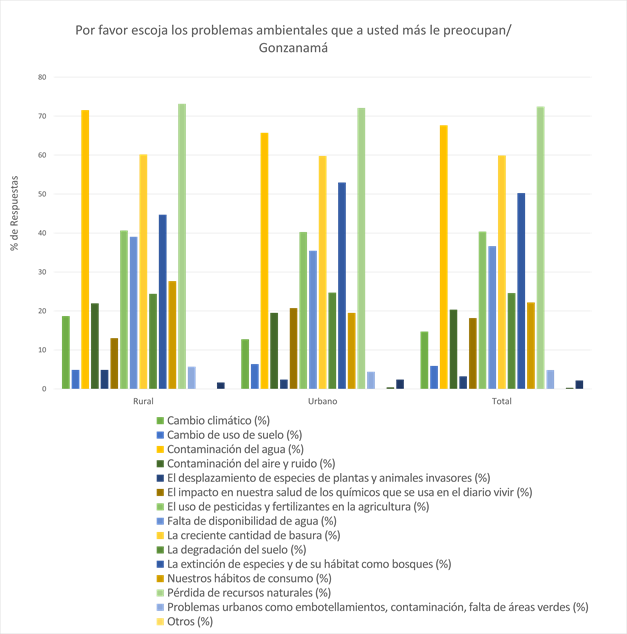 Por favor escoja los problemas ambientales que a usted más le preocupan/
Gonzanamá
80
70
60
50
40
30
20
10
0
% de Respuestas
Rural
Urbano
Total
Cambio climático (%)
Cambio de uso de suelo (%)
Contaminación del agua (%)
Contaminación del aire y ruido (%)
El desplazamiento de especies de plantas y animales invasores (%)
El impacto en nuestra salud de los químicos que se usa en el diario vivir (%)
El uso de pesticidas y fertilizantes en la agricultura (%)
Falta de disponibilidad de agua (%)
La creciente cantidad de basura (%)
La degradación del suelo (%)
La extinción de especies y de su hábitat como bosques (%)
Nuestros hábitos de consumo (%)
Pérdida de recursos naturales (%)
Problemas urbanos como embotellamientos, contaminación, falta de áreas verdes (%)
Otros (%)